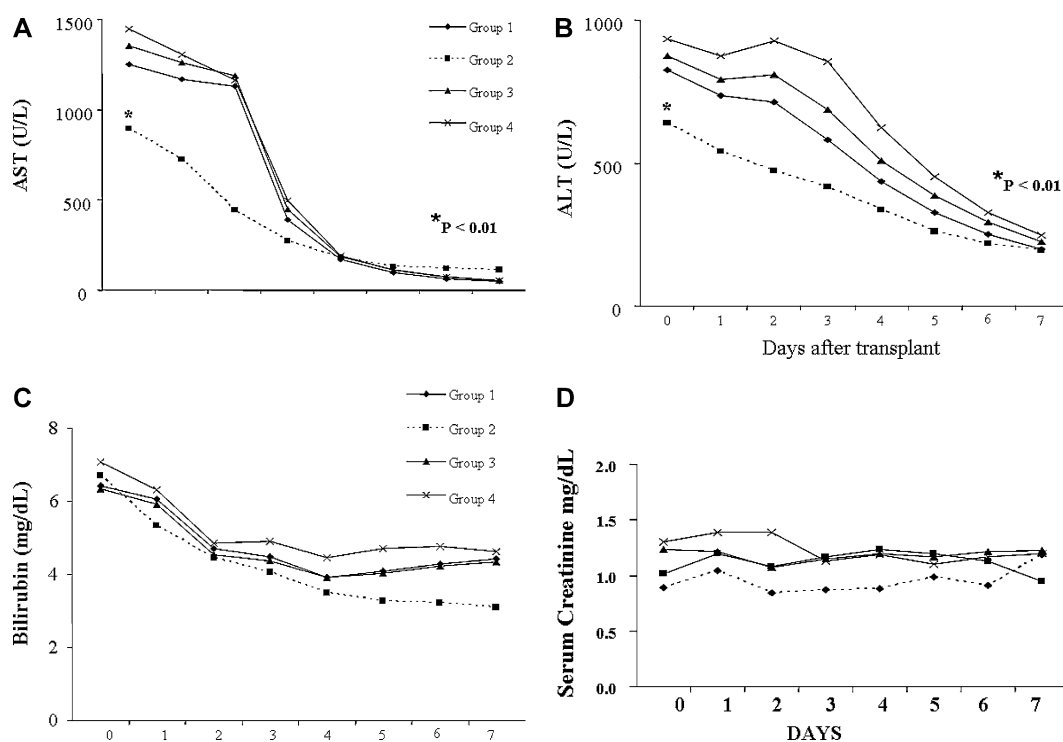 A
1500
1000
500
0
AST (U/L)
Group 1
Group 2
Group 3
Group 4
*
*P < 0.01
B
1000
500
0
ALT (U/L)
*
*P < 0.01
0 1 2 3 4 5 6 7
Days after transplant
C
8
6
4
2
0
Bilirubin (mg/dL)
Group 1
Group 2
Group 3
Group 4
0 1 2 3 4 5 6 7
D
2.0
1.5
1.0
0.5
0.0
Serum Creatinine mg/dL
0 1 2 3 4 5 6 7
DAYS